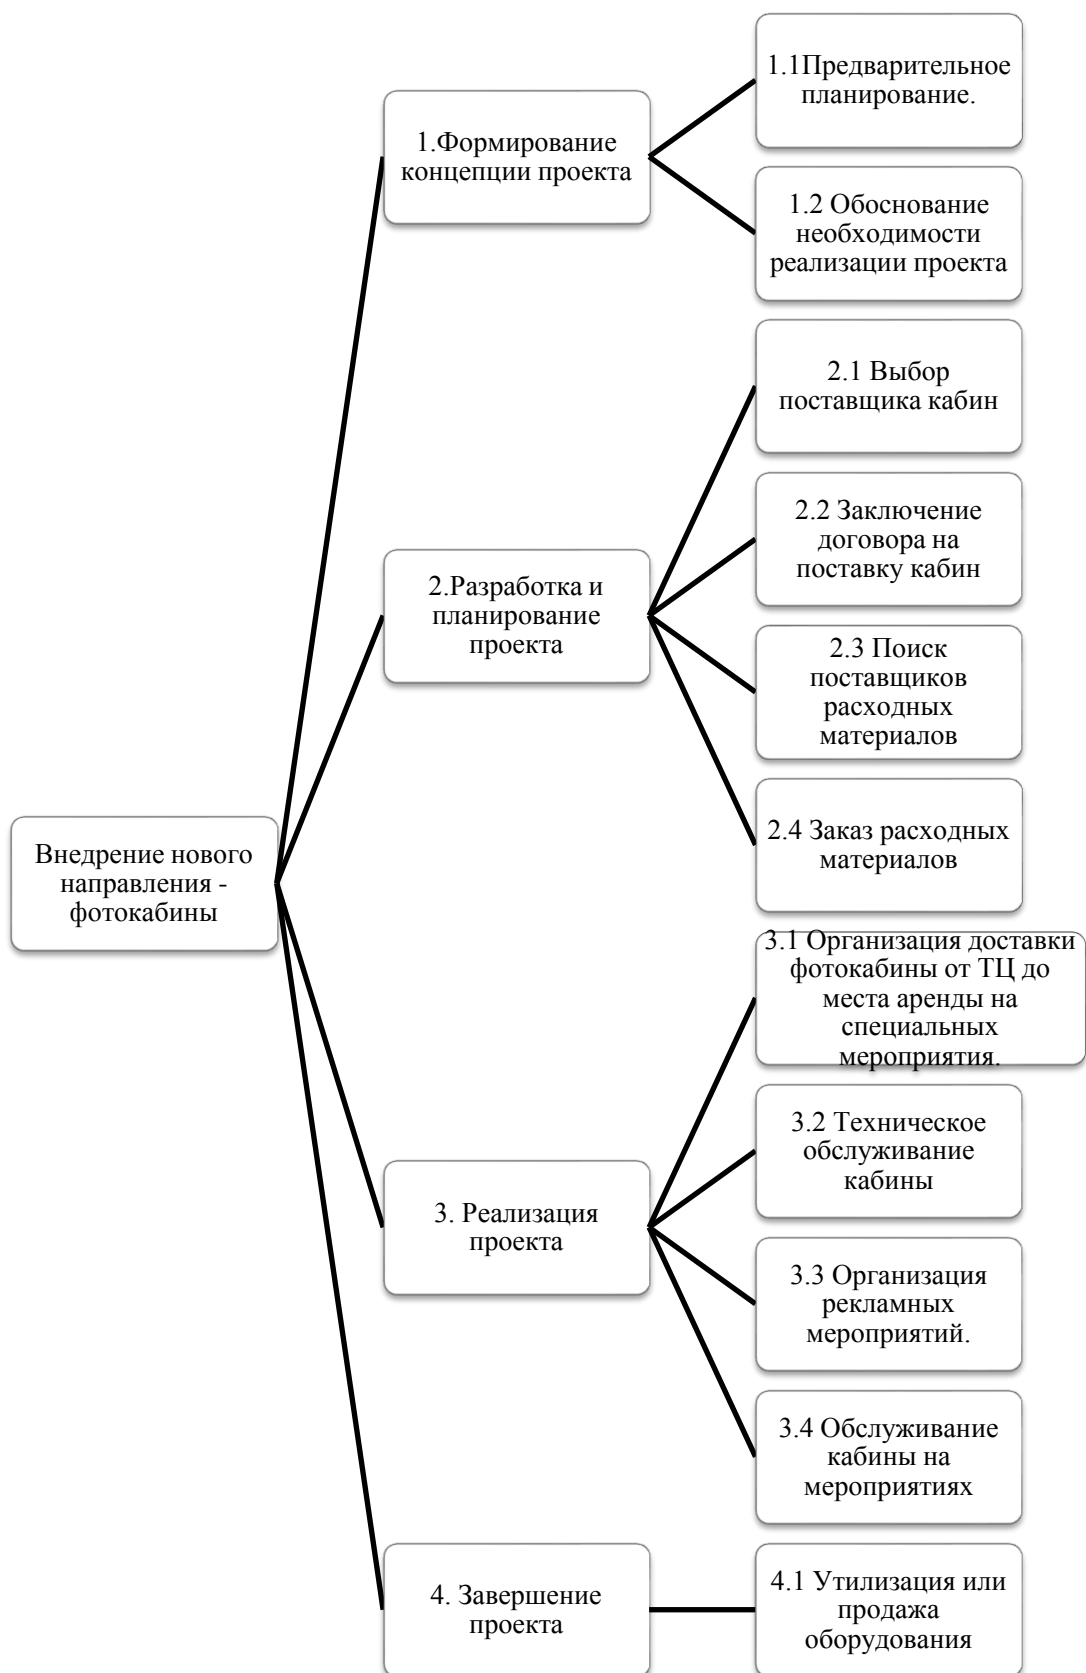 Внедрение нового
направления -
фотокабины
1.Формирование
концепции проекта
1.1Предварительное
планирование.
1.2 Обоснование
необходимости
реализации проекта
2.Разработка и
планирование
проекта
2.1 Выбор
поставщика кабин
2.2 Заключение
договора на
поставку кабин
2.3 Поиск
поставщиков
расходных
материалов
2.4 Заказ расходных
материалов
3. Реализация
проекта
3.1 Организация доставки
фотокабины от ТЦ до
места аренды на
специальных
мероприятия.
3.2 Техническое
обслуживание
кабины
3.3 Организация
рекламных
мероприятий.
3.4 Обслуживание
кабины на
мероприятиях
4. Завершение
проекта
4.1 Утилизация или
продажа
оборудования